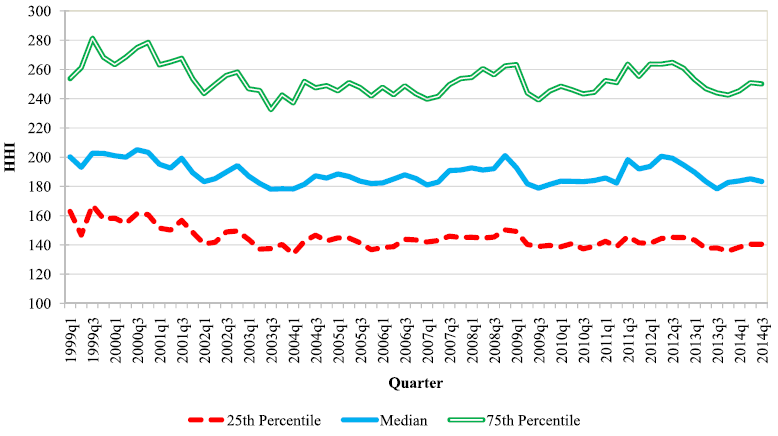 300
280
260
240
220
200
180
160
140
120
100
HHI
1999q1
1999q3
2000q1
2000q3
2001q1
2001q3
2002q1
2002q3
2003q1
2003q3
2004q1
2004q3
2005q1
2005q3
2006q1
2006q3
2007q1
2007q3
2008q1
2008q3
2009q1
2009q3
2010q1
2010q3
2011q1
2011q3
2012q1
2012q3
2013q1
2013q3
2014q1
2014q3
Quarter
25th Percentile Median 75th Percentile